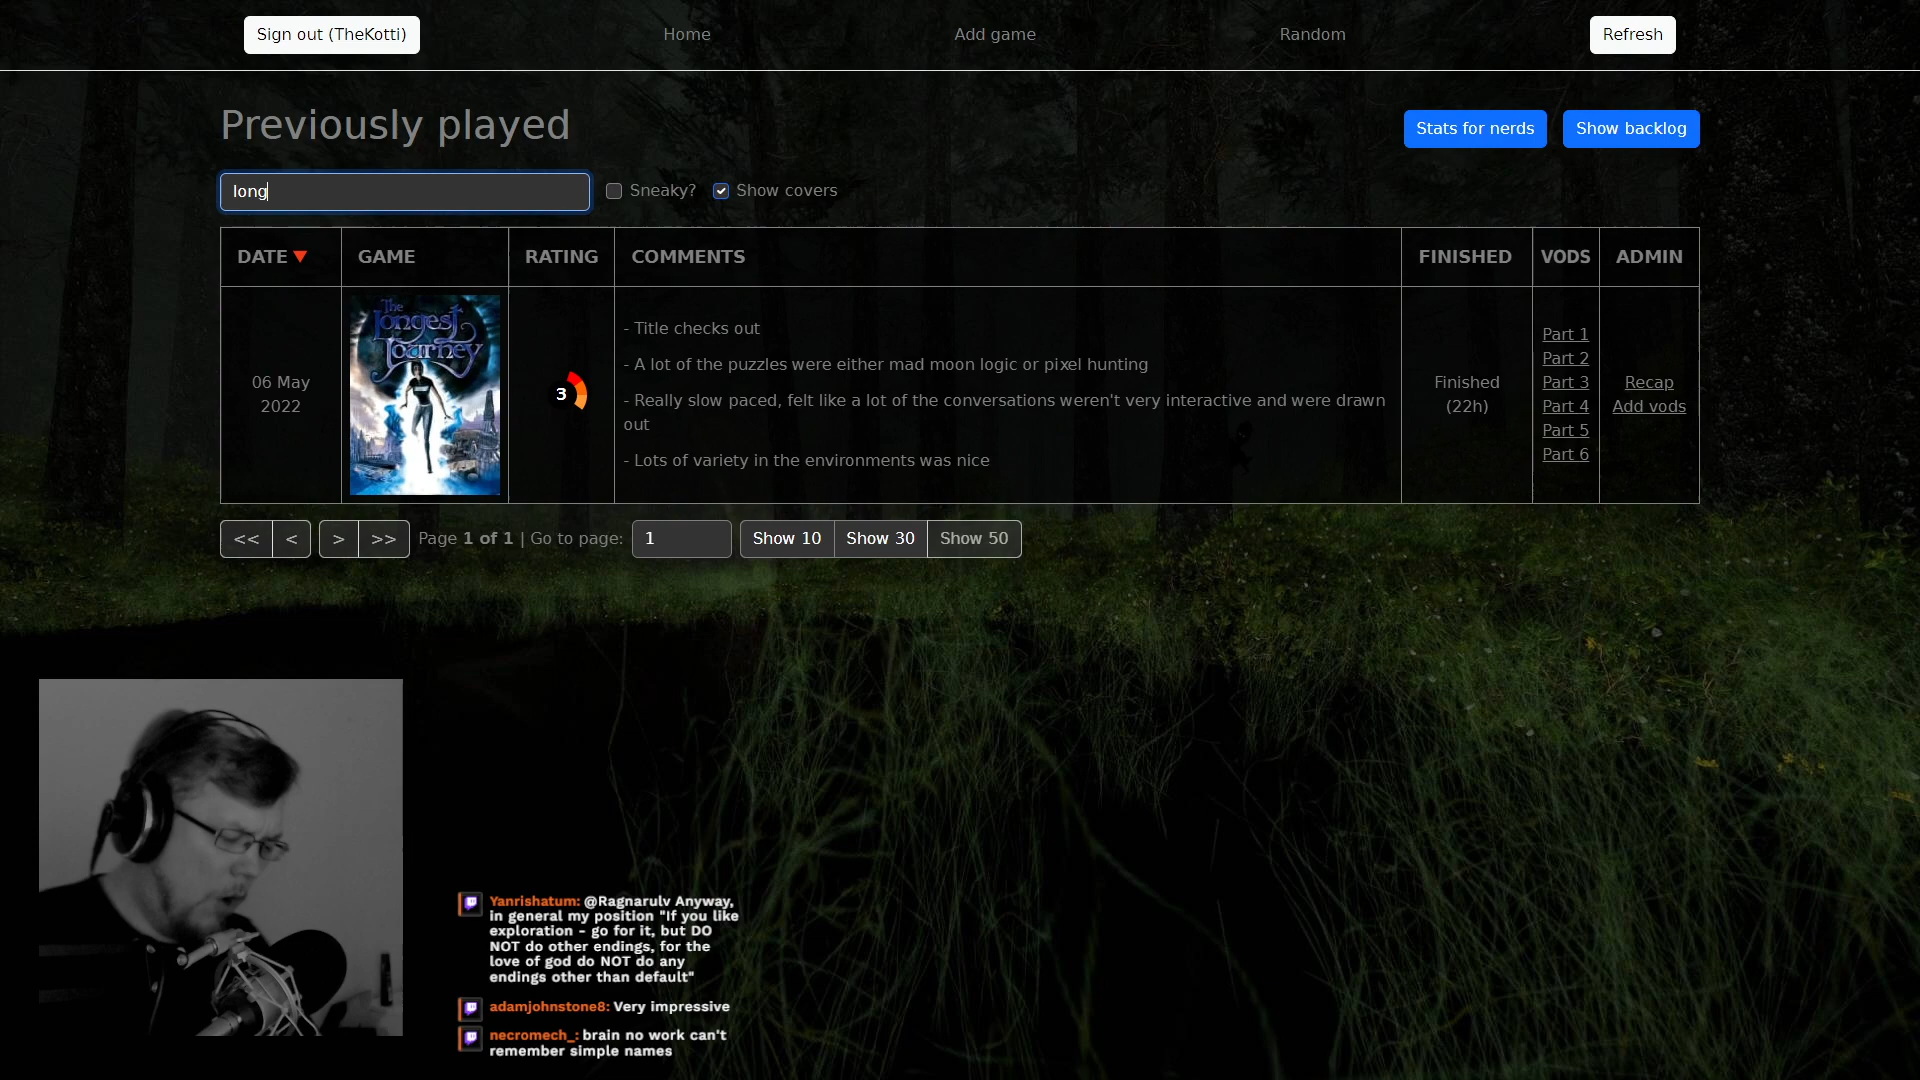 Sign out (TheKotti)
Home
Add game
Random
Refresh
Previously played
Stats for nerds
Show backlog
long
Sneaky?
Show covers
DATE
GAME
RATING
COMMENTS
FINISHED
VODS
ADMIN
06 May
2022
The
Longest
Journey
3
- Title checks out
- A lot of the puzzles were either mad moon logic or pixel hunting
- Really slow paced, felt like a lot of the conversations weren't very interactive and were drawn
out
- Lots of variety in the environments was nice
Finished
(22h)
Part 1
Part 2
Part 3
Part 4
Part 5
Part 6
Recap
Add vods
<<
<
>
>>
Page 1 of 1 | Go to page:
1
Show 10
Show 30
Show 50
Yanrishatum: @Ragnarulv Anyway,
in general my position "If you like
exploration - go for it, but DO
NOT do other endings, for the
love of god do NOT do any
endings other than default"
adamjohnstone8: Very impressive
necromech_: brain no work can't
remember simple names